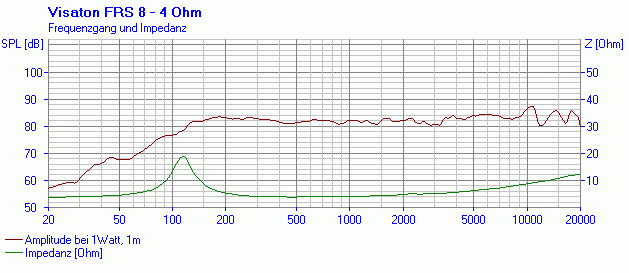 Visaton FRS 8 - 4 Ohm
Frequenzgang und Impedanz
SPL [dB] Z [Ohm]
100 50
90 40
80 30
70 20
60 10
50
20 50 100 200 500 1000 2000 5000 10000 20000
Amplitude bei 1Watt, 1m
Impedanz [Ohm]